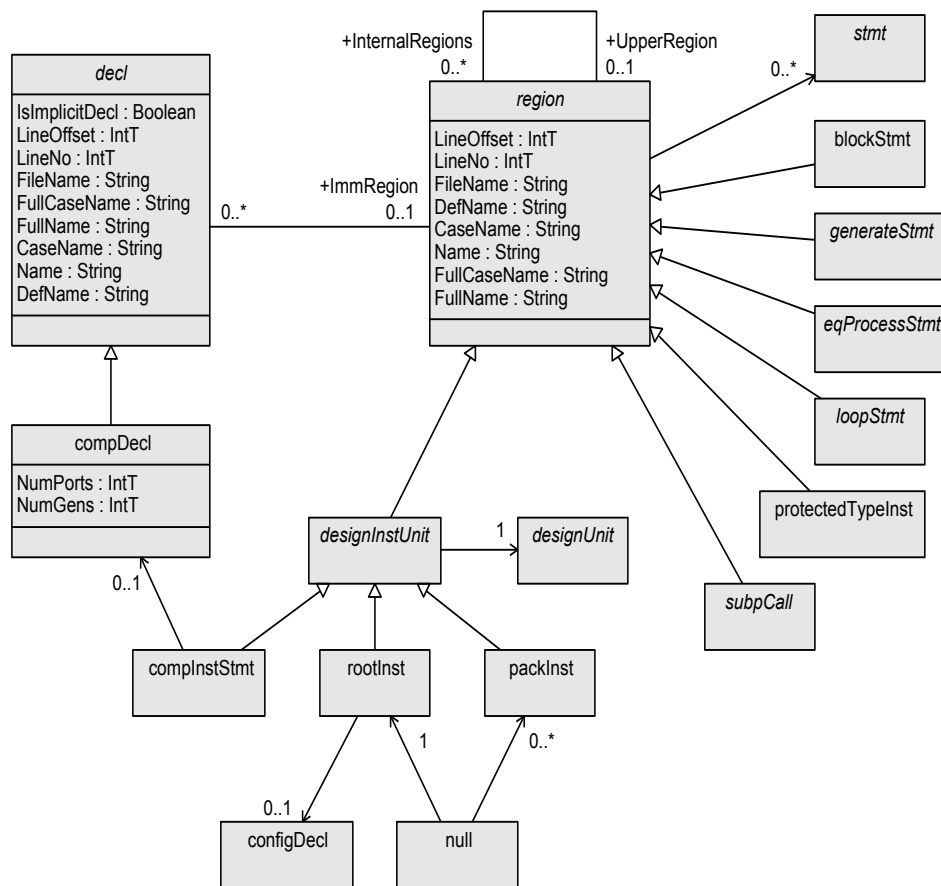 +InternalRegions
0..*
+UpperRegion
0..1
stmt
0..*
decl
IsImplicitDecl : Boolean
LineOffset : IntT
LineNo : IntT
FileName : String
FullCaseName : String
FullName : String
CaseName : String
Name : String
DefName : String
+ImmRegion
0..*
0..1
region
LineOffset : IntT
LineNo : IntT
FileName : String
DefName : String
CaseName : String
Name : String
FullCaseName : String
FullName : String
blockStmt
generateStmt
eqProcessStmt
loopStmt
protectedTypeInst
subpCall
compDecl
NumPorts : IntT
NumGens : IntT
0..1
designInstUnit
1
designUnit
compInstStmt
rootInst
packInst
1
0..*
0..1
configDecl
null